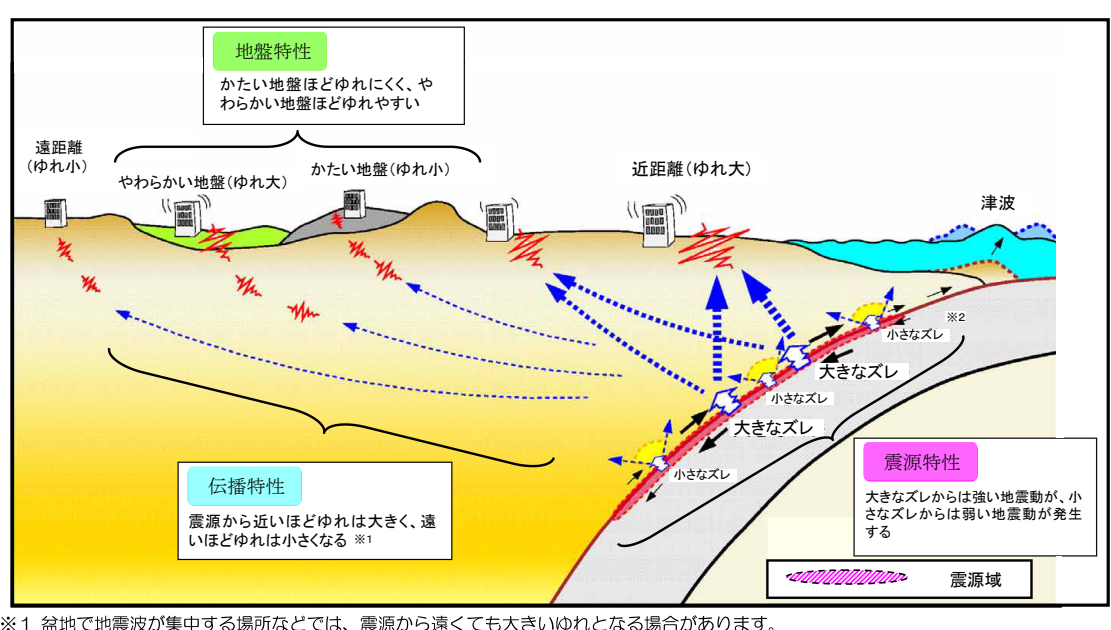 地盤特性
かたい地盤ほどゆれにくく、や
わらかい地盤ほどゆれやすい
遠距離
(ゆれ小)
やわらかい地盤(ゆれ大)
かたい地盤(ゆれ小)
近距離(ゆれ大)
津波
※2
小さなズレ
大きなズレ
小さなズレ
大きなズレ
小さなズレ
伝播特性
震源から近いほどゆれは大きく、遠
いほどゆれは小さくなる ※1
震源特性
大きなズレからは強い地震動が、小
さなズレからは弱い地震動が発生
する
震源域
※1 盆地で地震波が集中する場所などでは、震源から遠くても大きいゆれとなる場合があります。